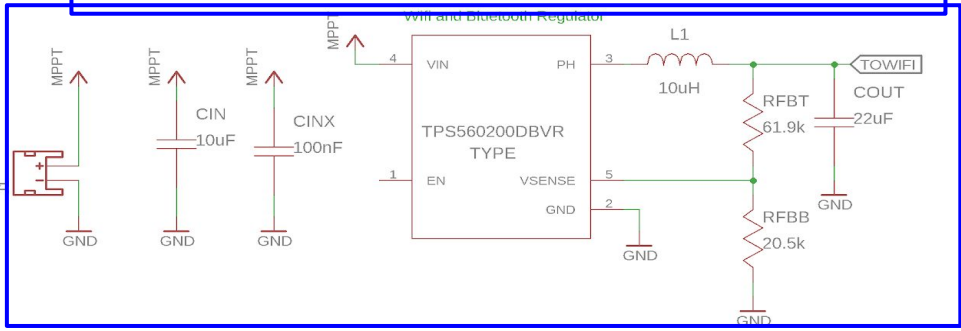 Wifi and Bluetooth Regulator
MPPT
MPPT
MPPT
MPPT
+
-
GND
CIN
10uF
GND
CINX
100nF
GND
4
VIN
PH
3
TPS560200DBVR
TYPE
1
EN
VSENSE
5
GND
2
GND
L1
10uH
TOWIFI
RFBT
61.9k
COUT
22uF
GND
RFBB
20.5k
GND